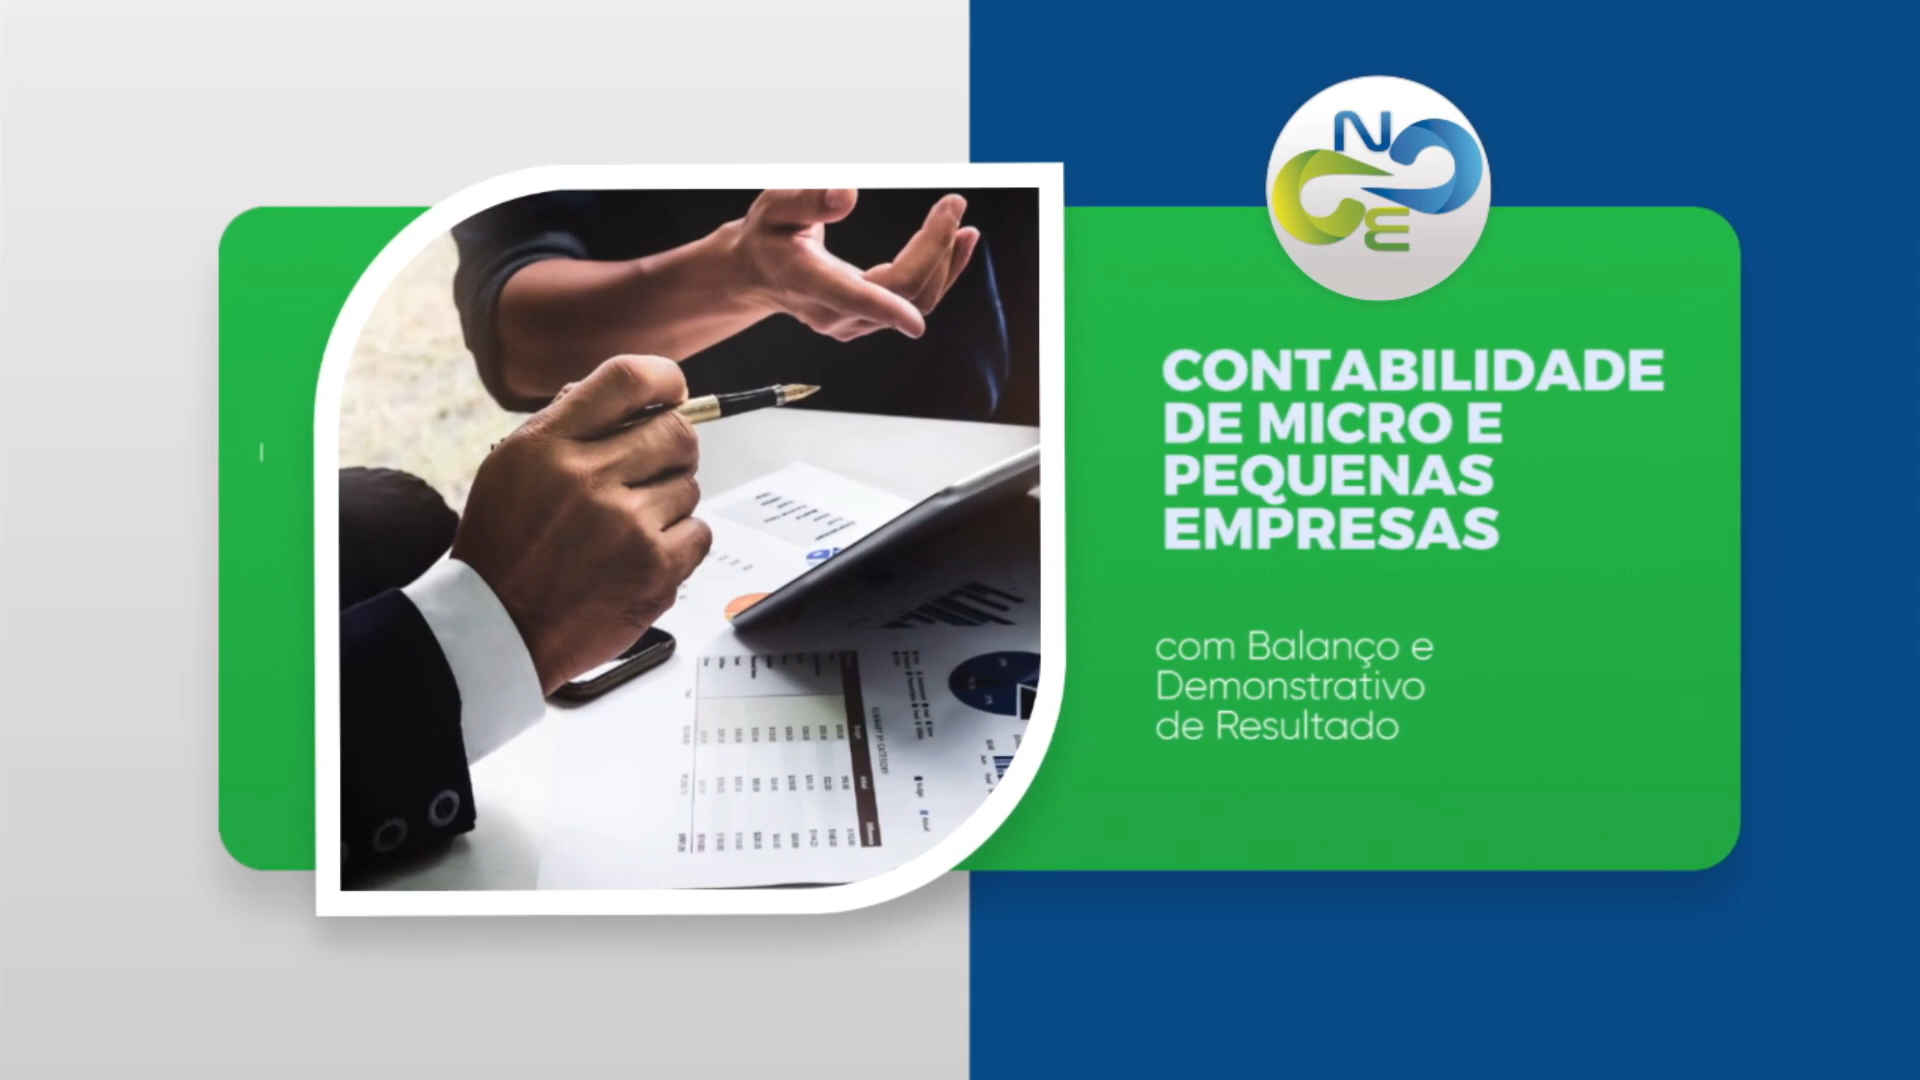 N
E
CONTABILIDADE
DE MICRO E
PEQUENAS
EMPRESAS
com Balanço e
Demonstrativo
de Resultado